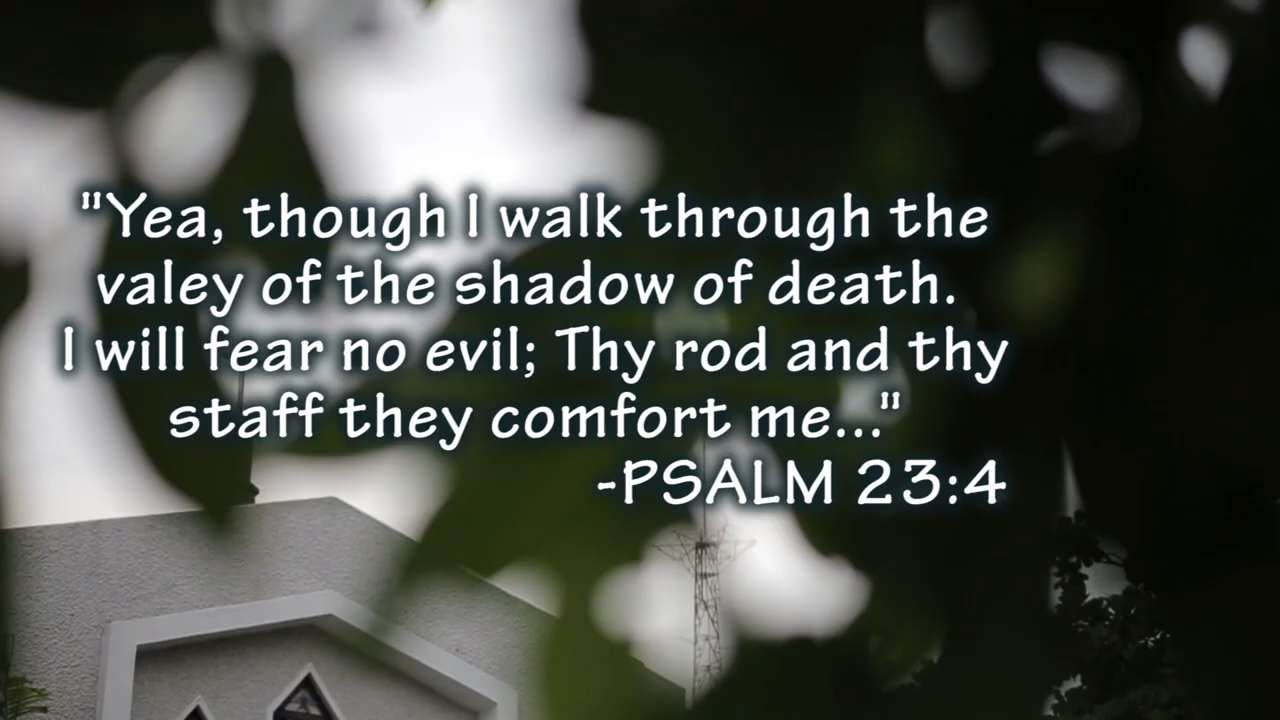 "Yea, though I walk through the
valey of the shadow of death.
I will fear no evil; Thy rod and thy
staff they comfort me..."
-PSALM 23:4